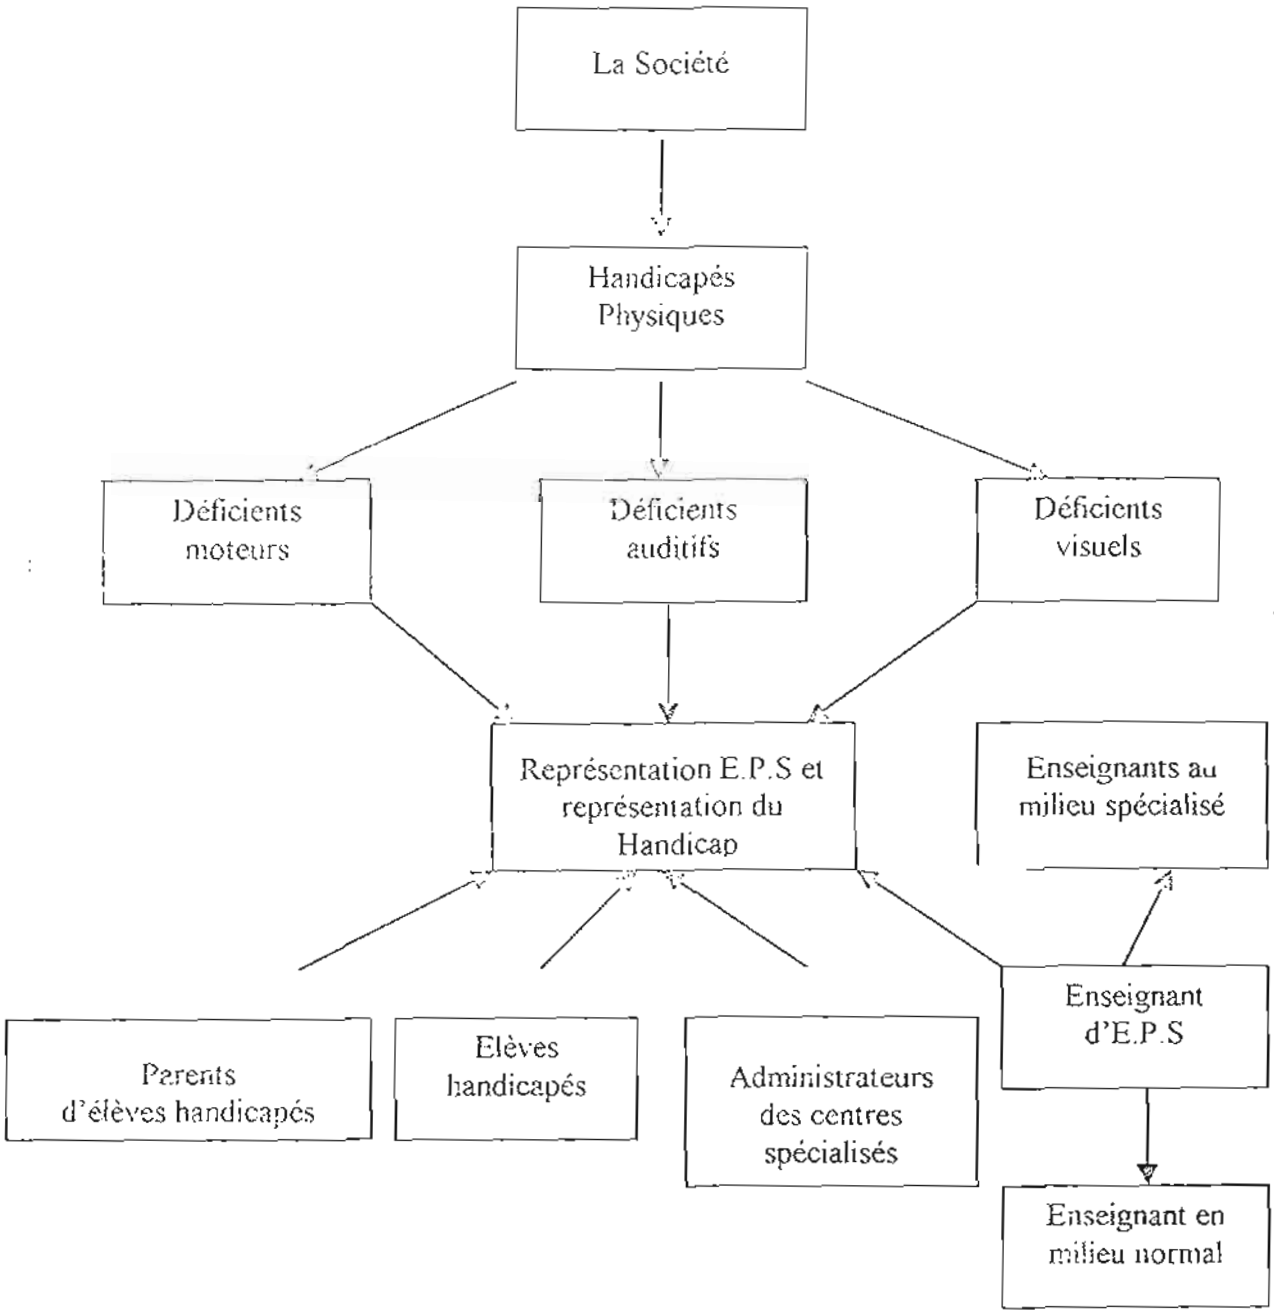 La Société
Handicapés
Physiques
Déficients
moteurs
Déficients
auditifs
Déficients
visuels
Représentation E.P.S et
représentation du
Handicap
Enseignants au
milieu spécialisé
Enseignant
d'E.P.S
Parents
d'élèves handicapés
Elèves
handicapés
Administrateurs
des centres
spécialisés
Enseignant en
milieu normal